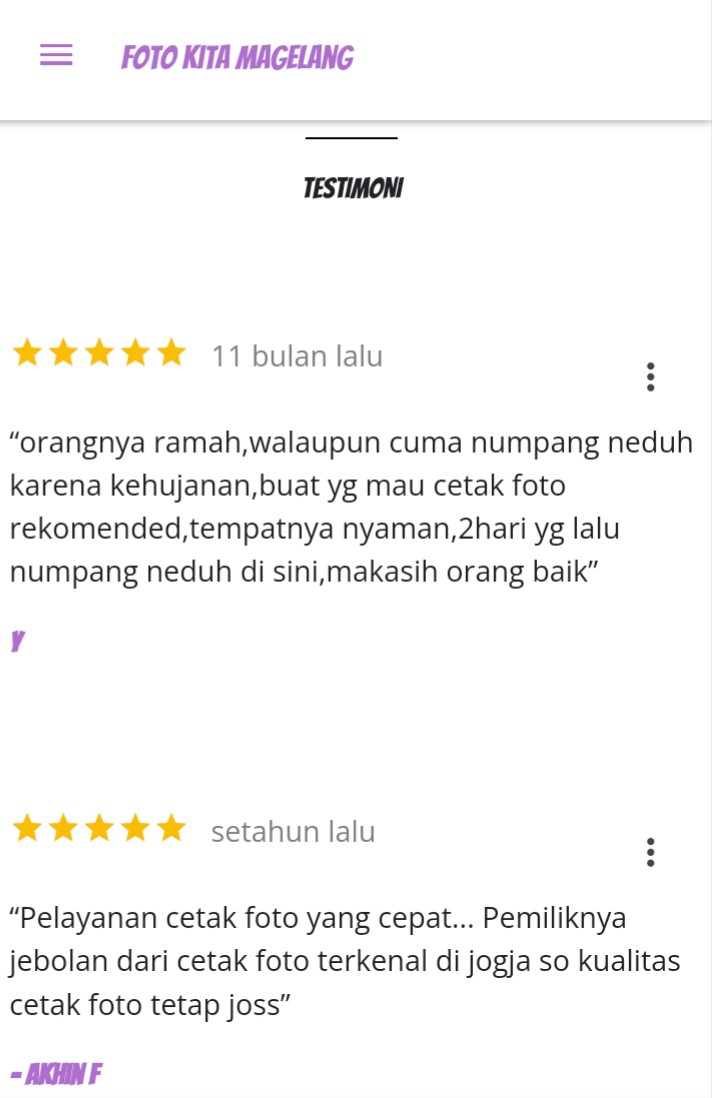 FOTO KITA MAGELANG
TESTIMONI
11 bulan lalu
“orangnya ramah,walaupun cuma numpang neduh
karena kehujanan,buat yg mau cetak foto
rekomended,tempatnya nyaman,2hari yg lalu
numpang neduh di sini,makasih orang baik”
Y
setahun lalu
“Pelayanan cetak foto yang cepat... Pemiliknya
jebolan dari cetak foto terkenal di jogja so kualitas
cetak foto tetap joss”
- AKHIN F